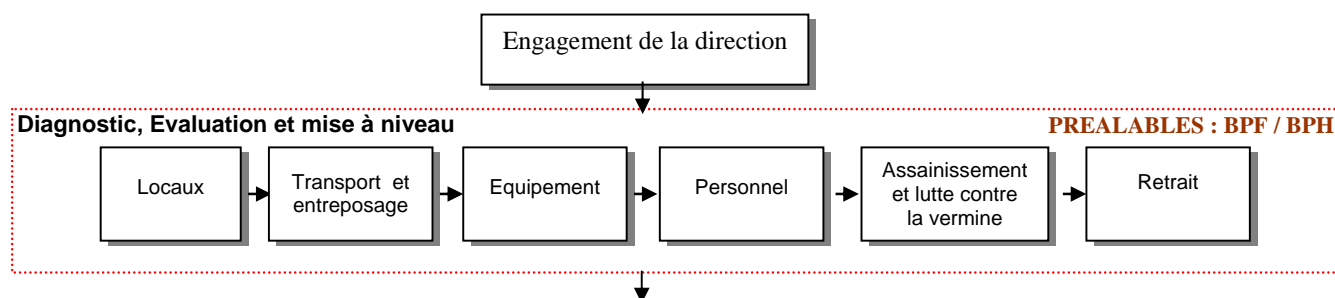 Engagement de la direction
Diagnostic, Evaluation et mise à niveau
PREALABLES : BPF / BPH
Locaux
Transport et
entreposage
Equipement
Personnel
Assainissement
et lutte contre
la vermine
Retrait